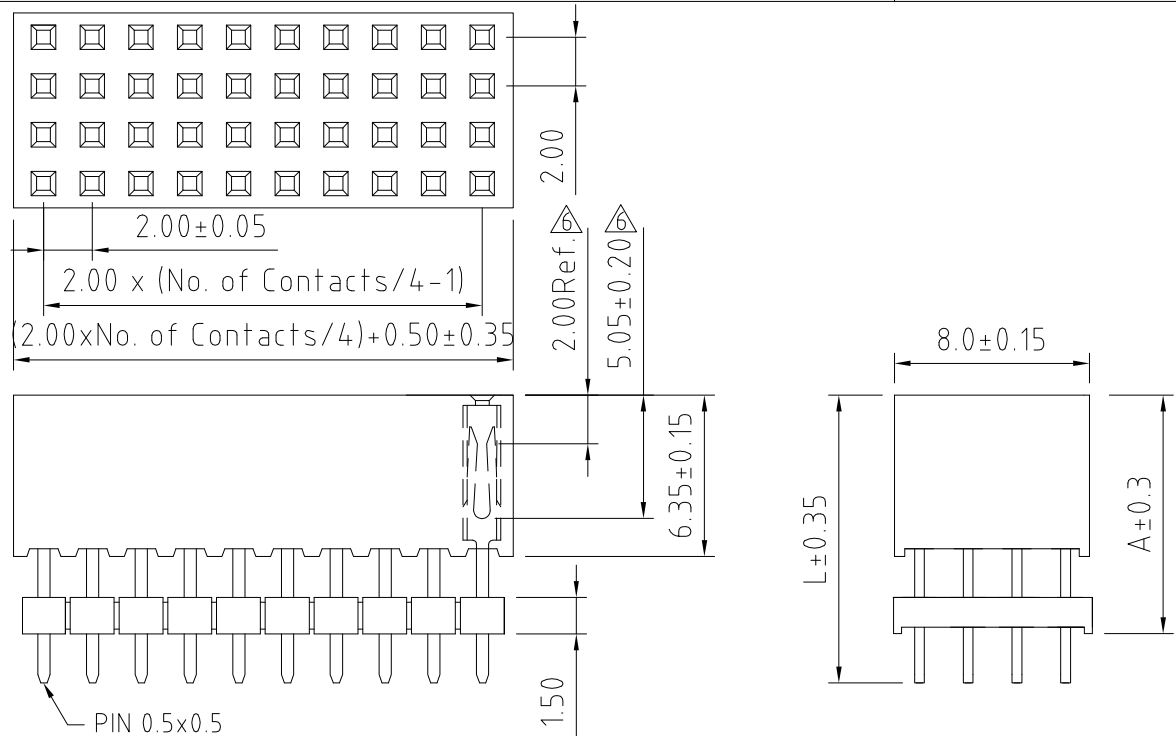 2.00
2.00±0.05
2.00 x (No. of Contacts/4-1)
(2.00xNo. of Contacts/4)+0.50±0.35
2.00Ref. 6
5.05±0.20 6
6.35±0.15
1.50
PIN 0.5x0.5
8.0±0.15
L±0.35
A±0.3